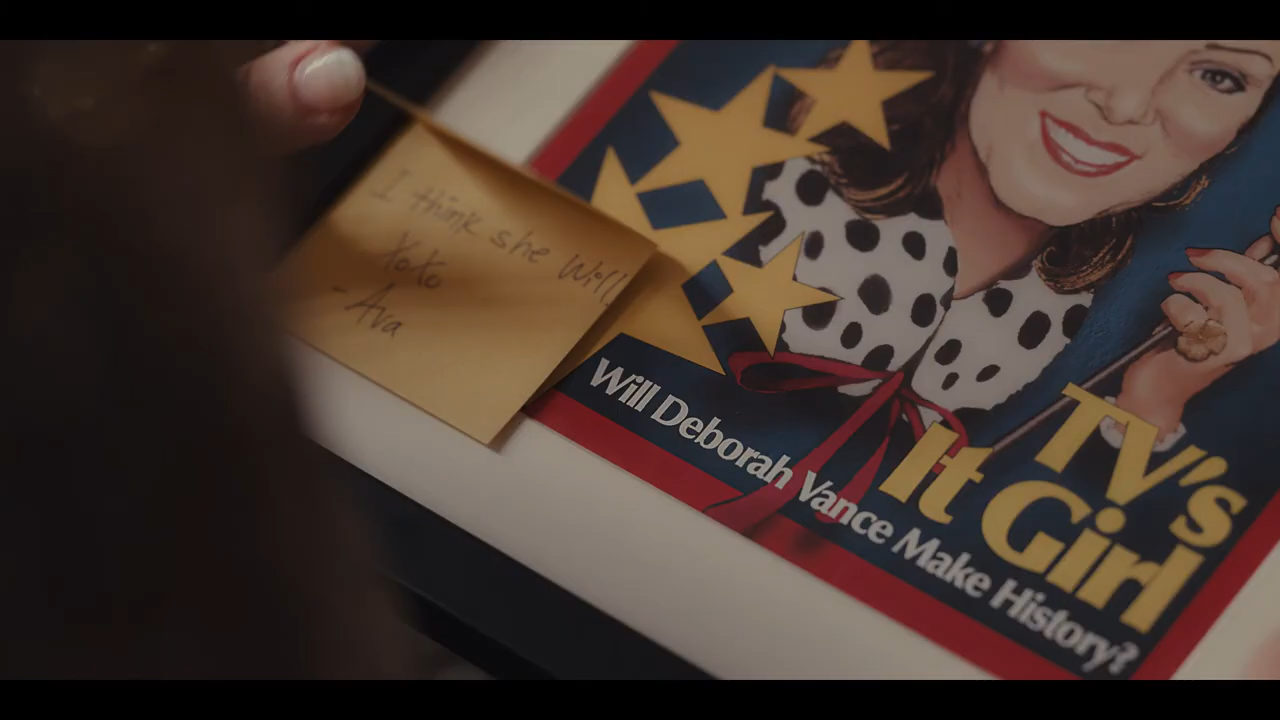 I think she Will
XoXo
-Ava
TV's
It Girl
Will Deborah Vance Make History?